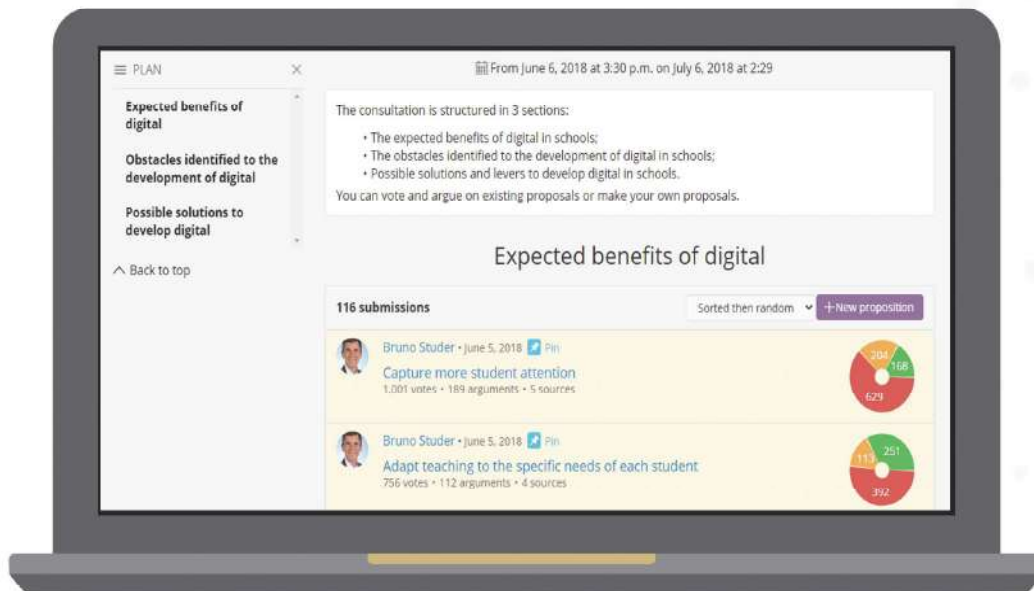 PLAN
Expected benefits of
digital
Obstacles identified to the
development of digital
Possible solutions to
develop digital
Back to top
From June 6, 2018 at 3:30 p.m. on July 6, 2018 at 2:29
The consultation is structured in 3 sections:
• The expected benefits of digital in schools;
• The obstacles identified to the development of digital in schools;
• Possible solutions and levers to develop digital in schools.
You can vote and argue on existing proposals or make your own proposals.
Expected benefits of digital
116 submissions
Sorted then random
+New proposition
Bruno Studer • June 5, 2018 Pin
Capture more student attention
1.001 votes • 189 arguments • 5 sources
204
168
629
Bruno Studer • June 5, 2018 Pin
Adapt teaching to the specific needs of each student
756 votes • 112 arguments • 4 sources
113
251
392